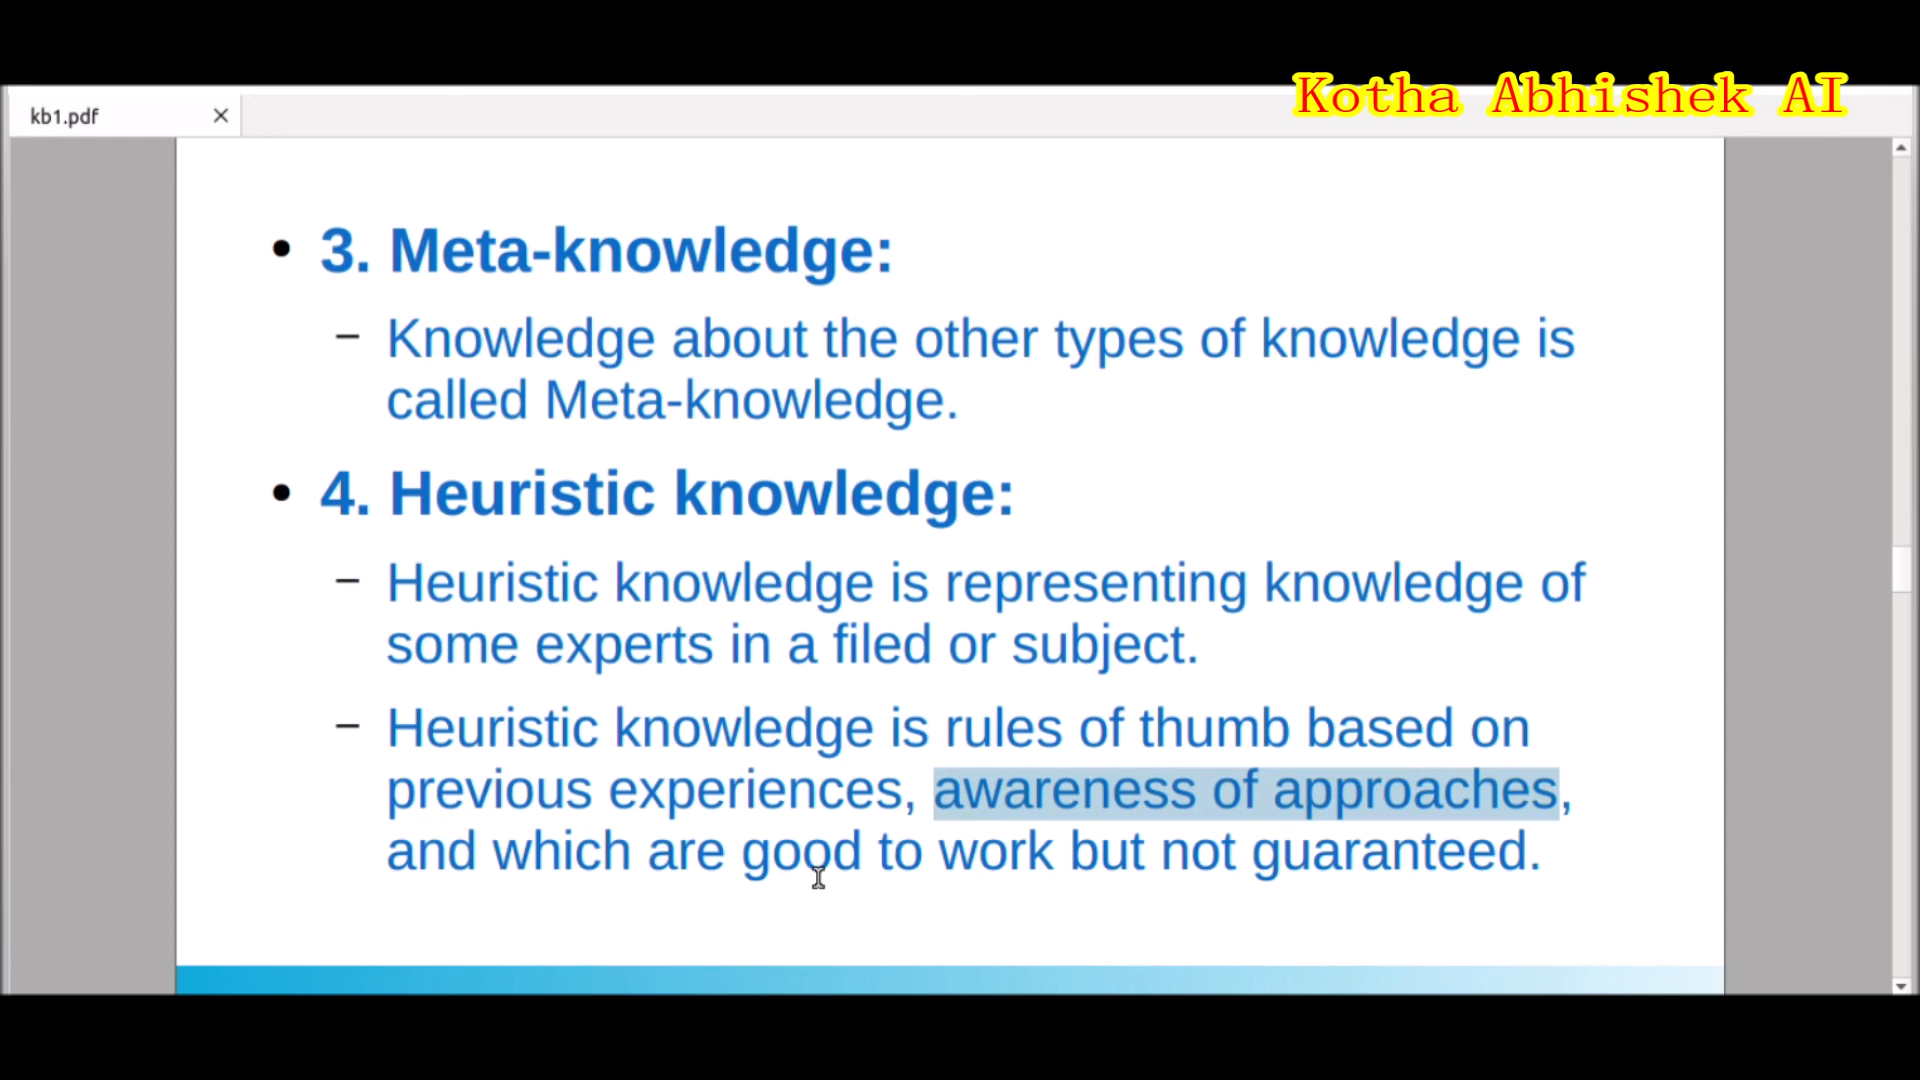 Kotha Abhishek AI
kb1.pdf
• 3. Meta-knowledge:
– Knowledge about the other types of knowledge is
called Meta-knowledge.
• 4. Heuristic knowledge:
– Heuristic knowledge is representing knowledge of
some experts in a filed or subject.
– Heuristic knowledge is rules of thumb based on
previous experiences, awareness of approaches,
and which are good to work but not guaranteed.